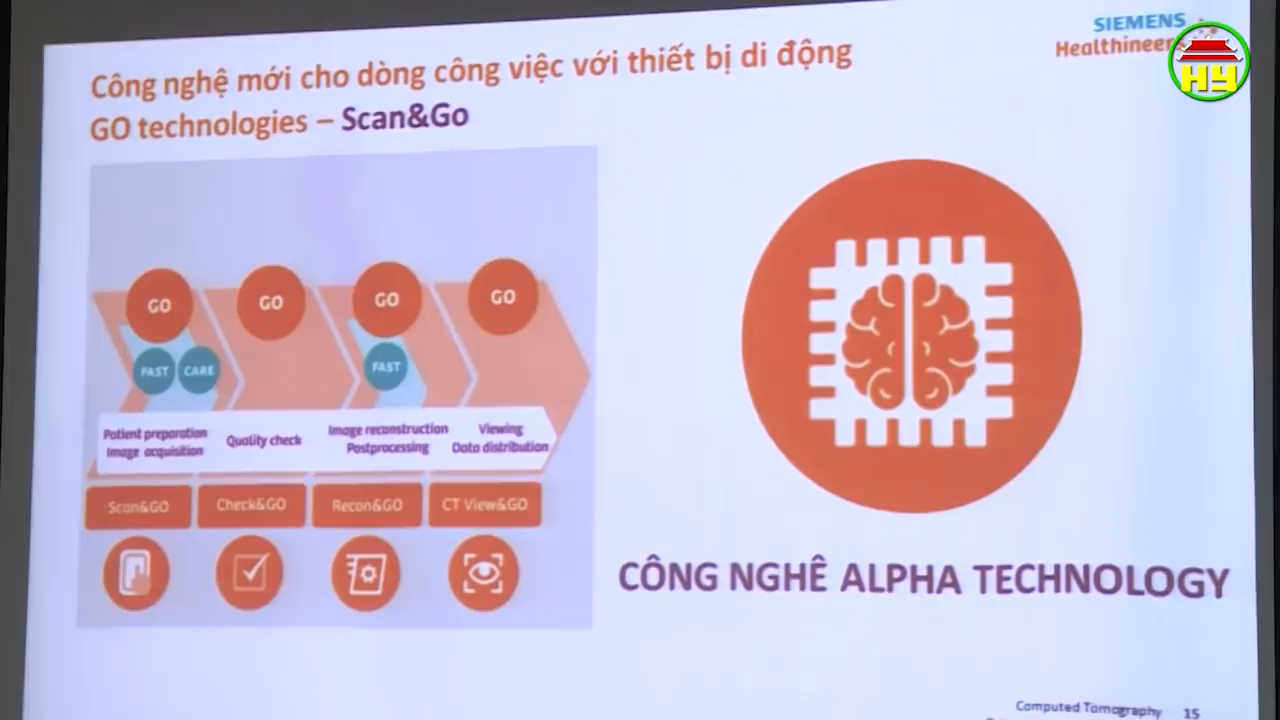 SIEMENS
Healthineers
HY
Công nghệ mới cho dòng công việc với thiết bị di động
GO technologies – Scan&Go
GO
GO
GO
GO
FAST
CARE
FAST
Patient preparation
Image acquisition
Quality check
Image reconstruction
Postprocessing
Viewing
Data distribution
Scan&GO
Check&GO
Recon&GO
CT View&GO
CÔNG NGHÊ ALPHA TECHNOLOGY
Computed Tomography 15